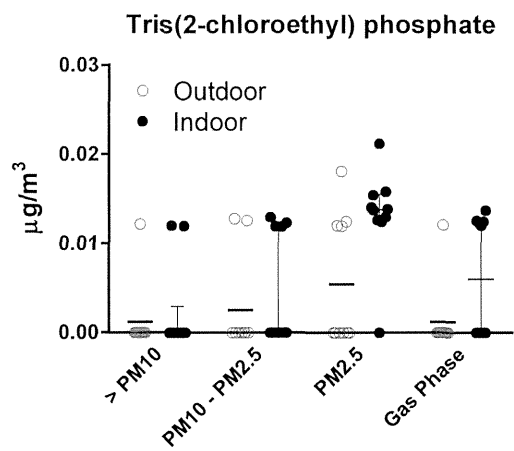 Tris(2-chloroethyl) phosphate
0.03
0.02
0.01
0.00
µg/m³
Outdoor
Indoor
> PM10
PM10 - PM2.5
PM2.5
Gas Phase